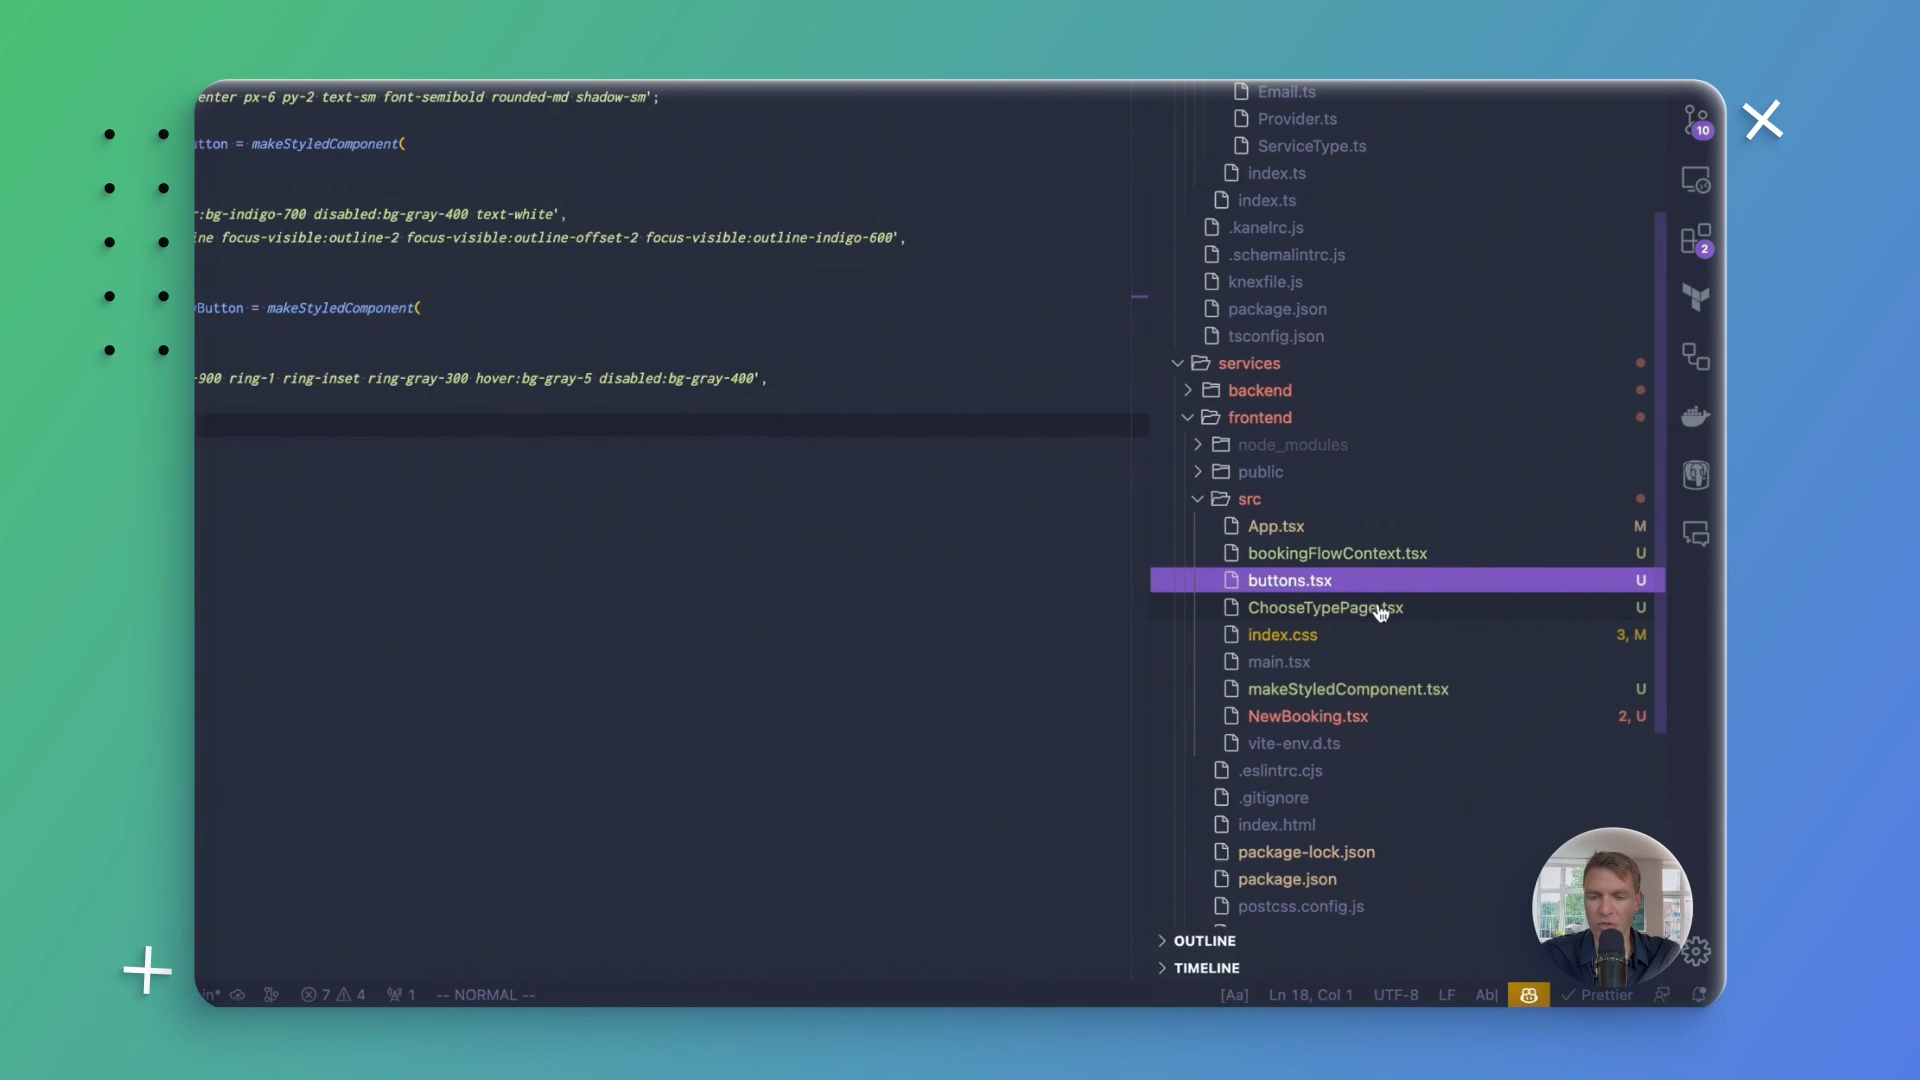 enter px-6 py-2 text-sm font-semibold rounded-md shadow-sm';
utton = makeStyledComponent(
r:bg-indigo-700 disabled:bg-gray-400 text-white',
ine focus-visible:outline-2 focus-visible:outline-offset-2 focus-visible:outline-indigo-600',
yButton = makeStyledComponent(
-900 ring-1 ring-inset ring-gray-300 hover:bg-gray-5 disabled:bg-gray-400',
Email.ts
Provider.ts
ServiceType.ts
index.ts
index.ts
.kanelrc.js
.schemalintrc.js
knexfile.js
package.json
tsconfig.json
services
backend
frontend
node_modules
public
src
App.tsx M
bookingFlowContext.tsx U
buttons.tsx U
ChooseTypePage.tsx U
index.css 3, M
main.tsx
makeStyledComponent.tsx U
NewBooking.tsx 2, U
vite-env.d.ts
.eslintrc.cjs
.gitignore
index.html
package-lock.json
package.json
postcss.config.js
OUTLINE
TIMELINE
10
2
in* 7 4 1 -- NORMAL -- [Aa] Ln 18, Col 1 UTF-8 LF Ab| Prettier